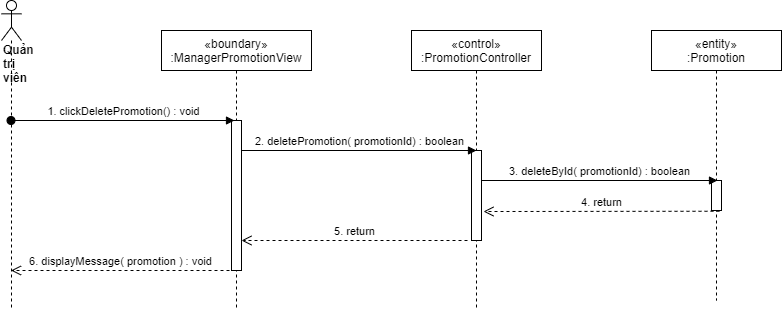 Quản
trị
viên
«boundary»
:ManagerPromotionView
«control»
:PromotionController
«entity»
:Promotion
1. clickDeletePromotion() : void
2. deletePromotion( promotionId) : boolean
3. deleteById( promotionId) : boolean
4. return
5. return
6. displayMessage( promotion ) : void